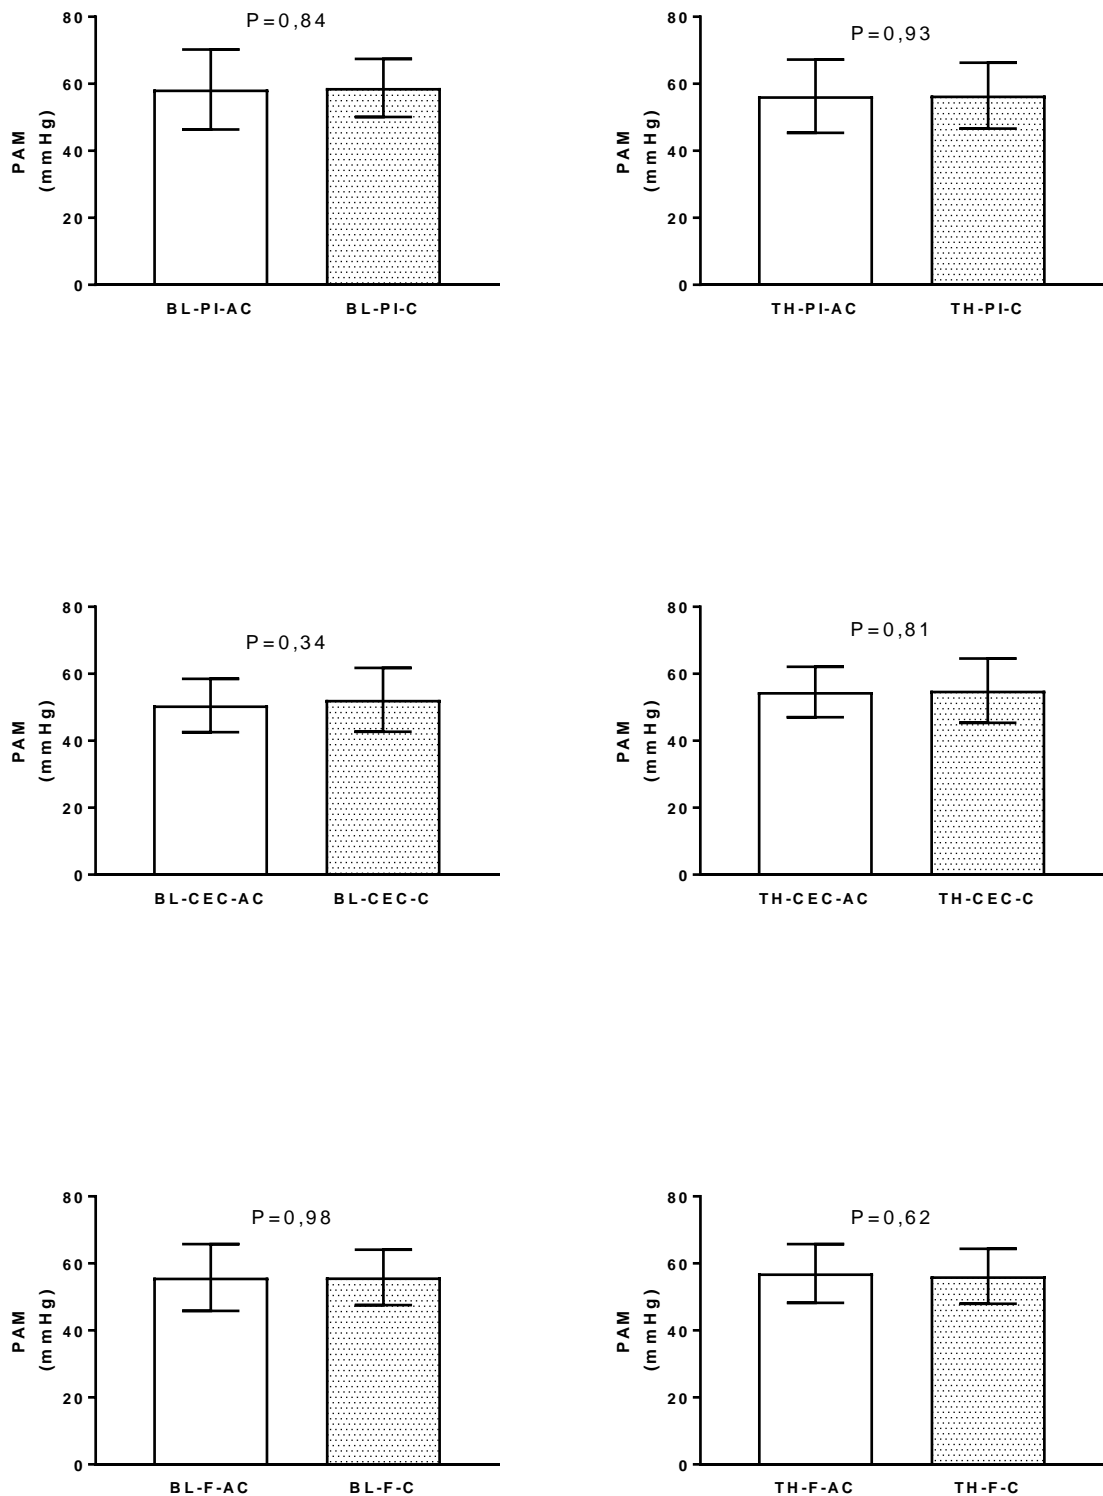 P=0,84
PAM
(mmHg)
80
60
40
20
0
BL-PI-AC
BL-PI-C
P=0,93
PAM
(mmHg)
80
60
40
20
0
TH-PI-AC
TH-PI-C
P=0,34
PAM
(mmHg)
80
60
40
20
0
BL-CEC-AC
BL-CEC-C
P=0,81
PAM
(mmHg)
80
60
40
20
0
TH-CEC-AC
TH-CEC-C
P=0,98
PAM
(mmHg)
80
60
40
20
0
BL-F-AC
BL-F-C
P=0,62
PAM
(mmHg)
80
60
40
20
0
TH-F-AC
TH-F-C